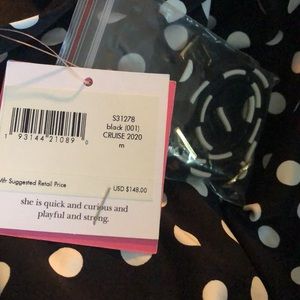 S31278
black (001)
CRUISE 2020
m
1 93144 21089 0
Mfr Suggested Retail Price
USD $148.00
she is quick and curious and
playful and strong.